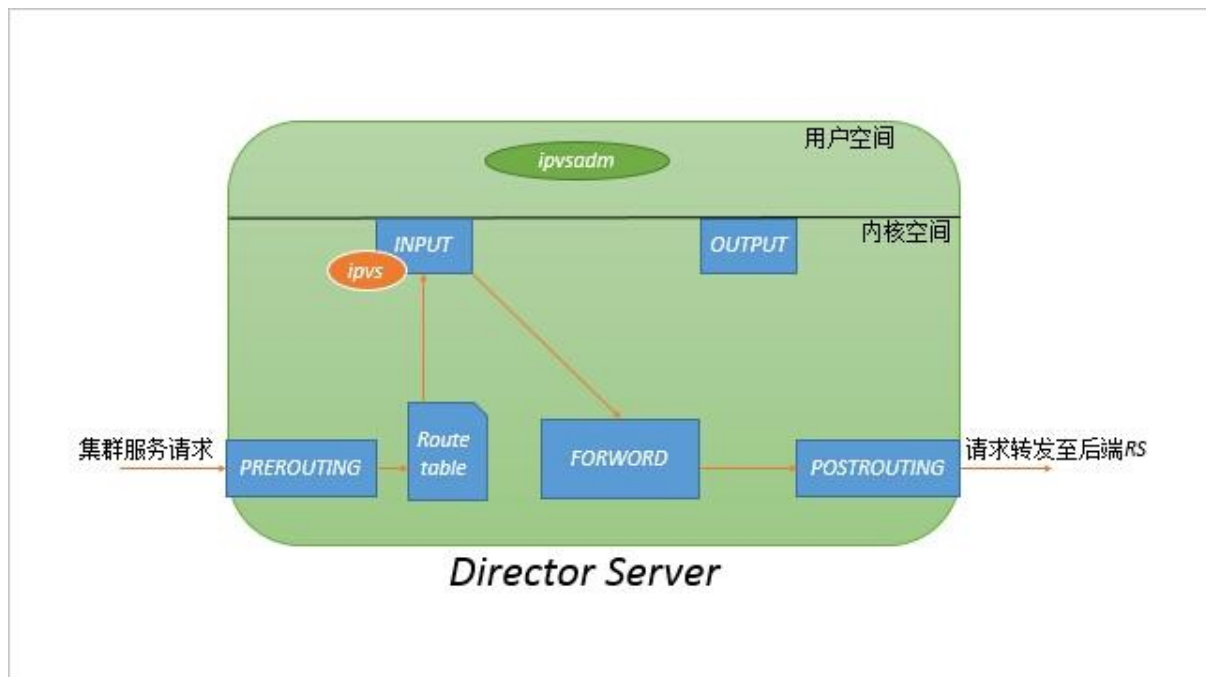 用户空间
ipvsadm
内核空间
INPUT
OUTPUT
ipvs
集群服务请求
PREROUTING
Route
table
FORWORD
POSTROUTING
请求转发至后端RS
Director Server